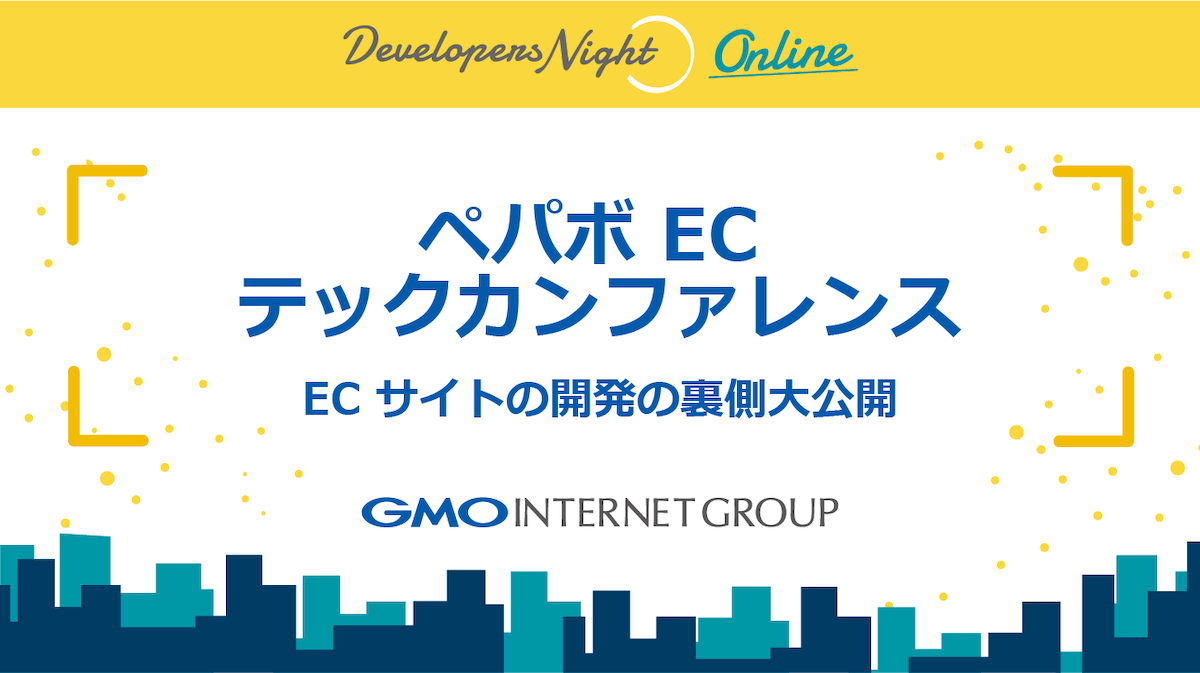 Developers Night Online
ペパボ EC
テックカンファレンス
EC サイトの開発の裏側大公開
GMO INTERNET GROUP